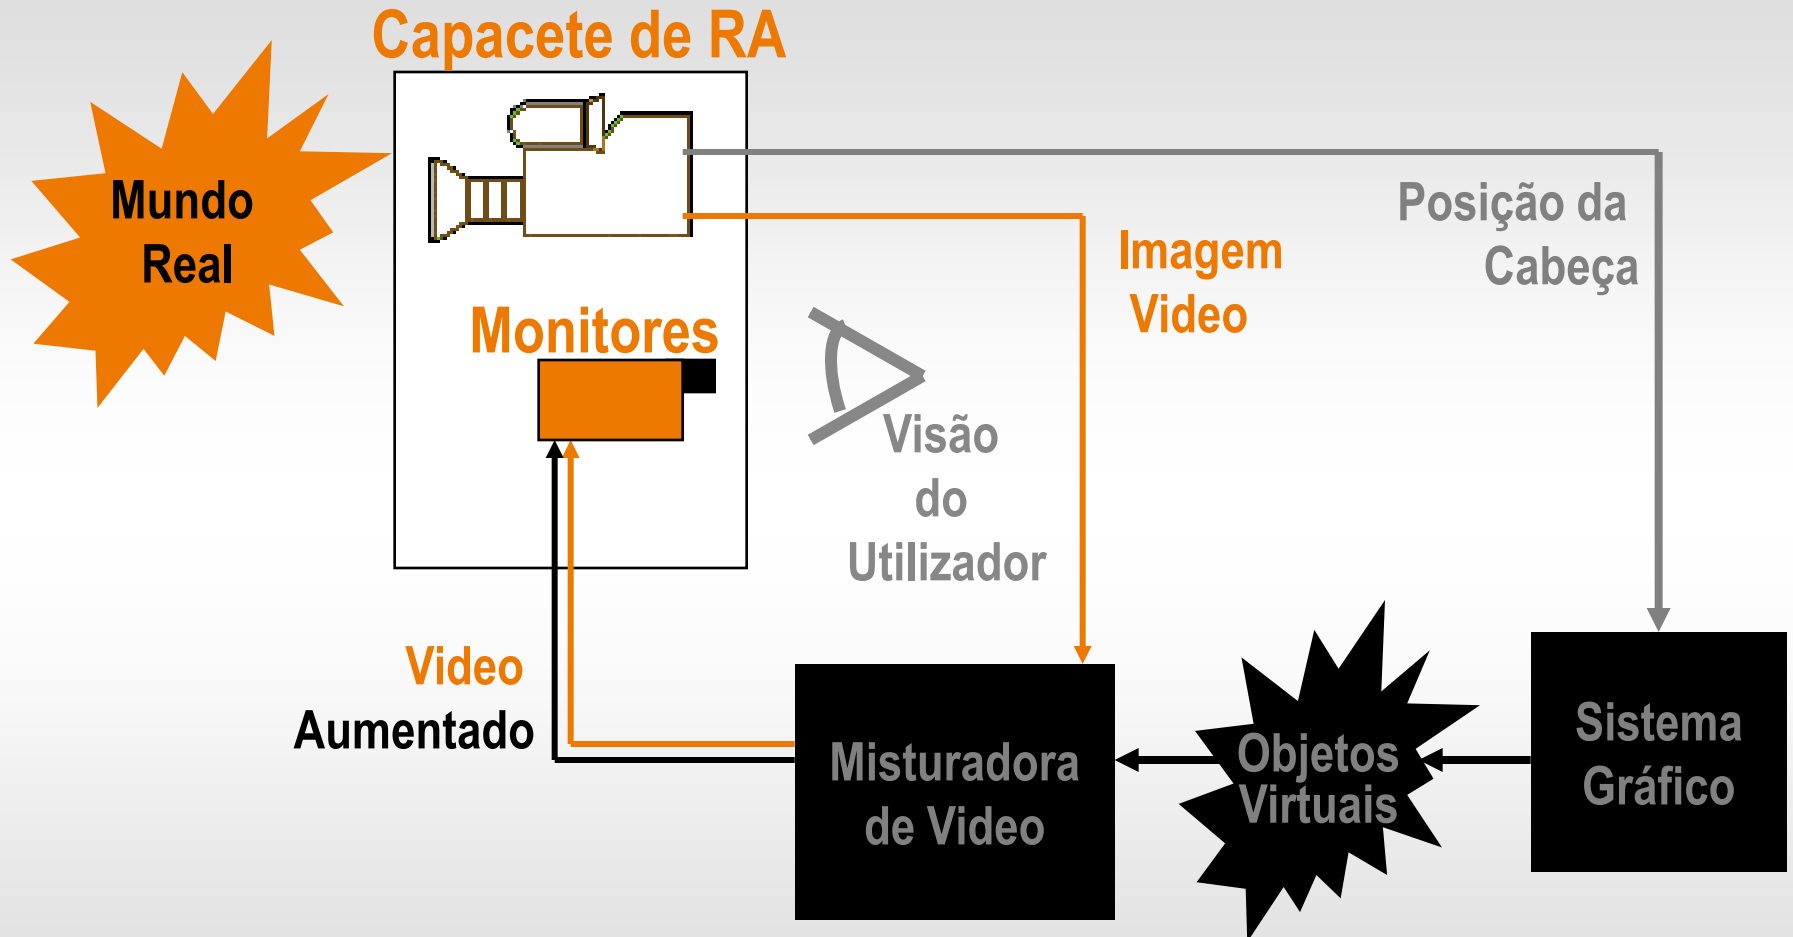 Capacete de RA
Mundo
Real
Monitores
Imagem
Video
Posição da
Cabeça
Visão
do
Utilizador
Video
Aumentado
Misturadora
de Video
Objetos
Virtuais
Sistema
Gráfico